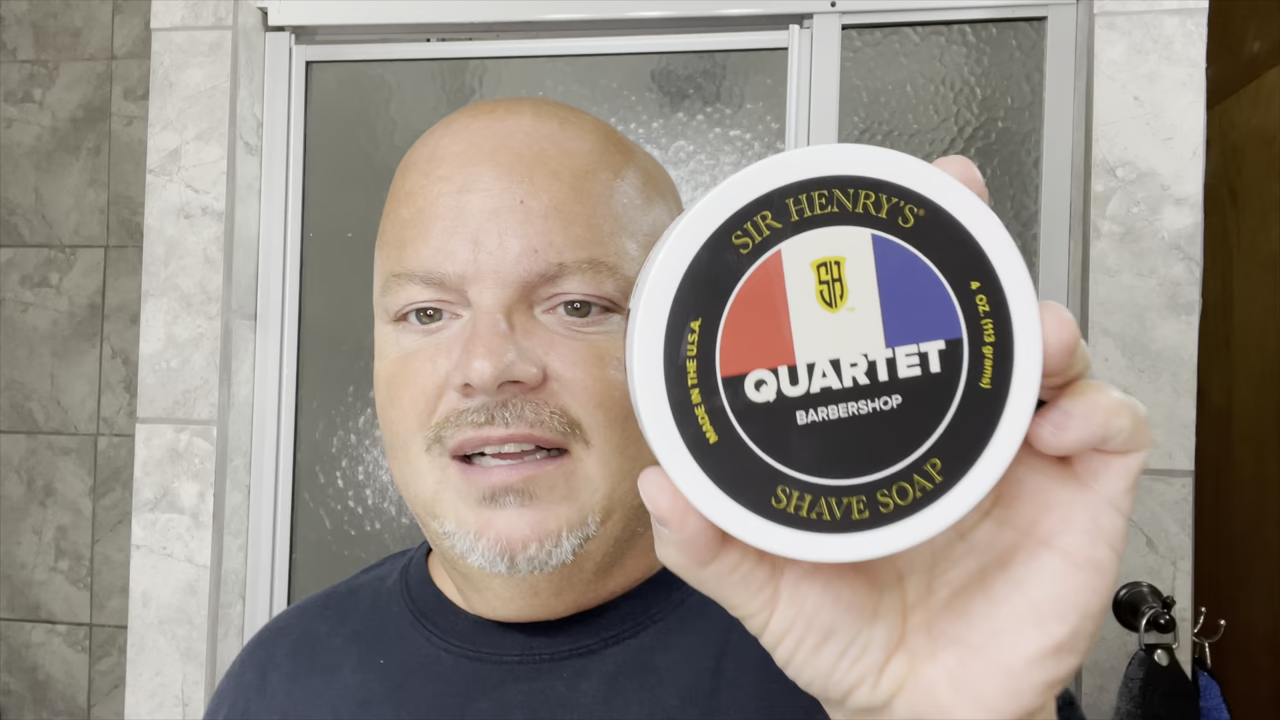 SIR HENRY'S®
SH
QUARTET
BARBERSHOP
MADE IN THE U.S.A.
4 OZ. (113 grams)
SHAVE SOAP